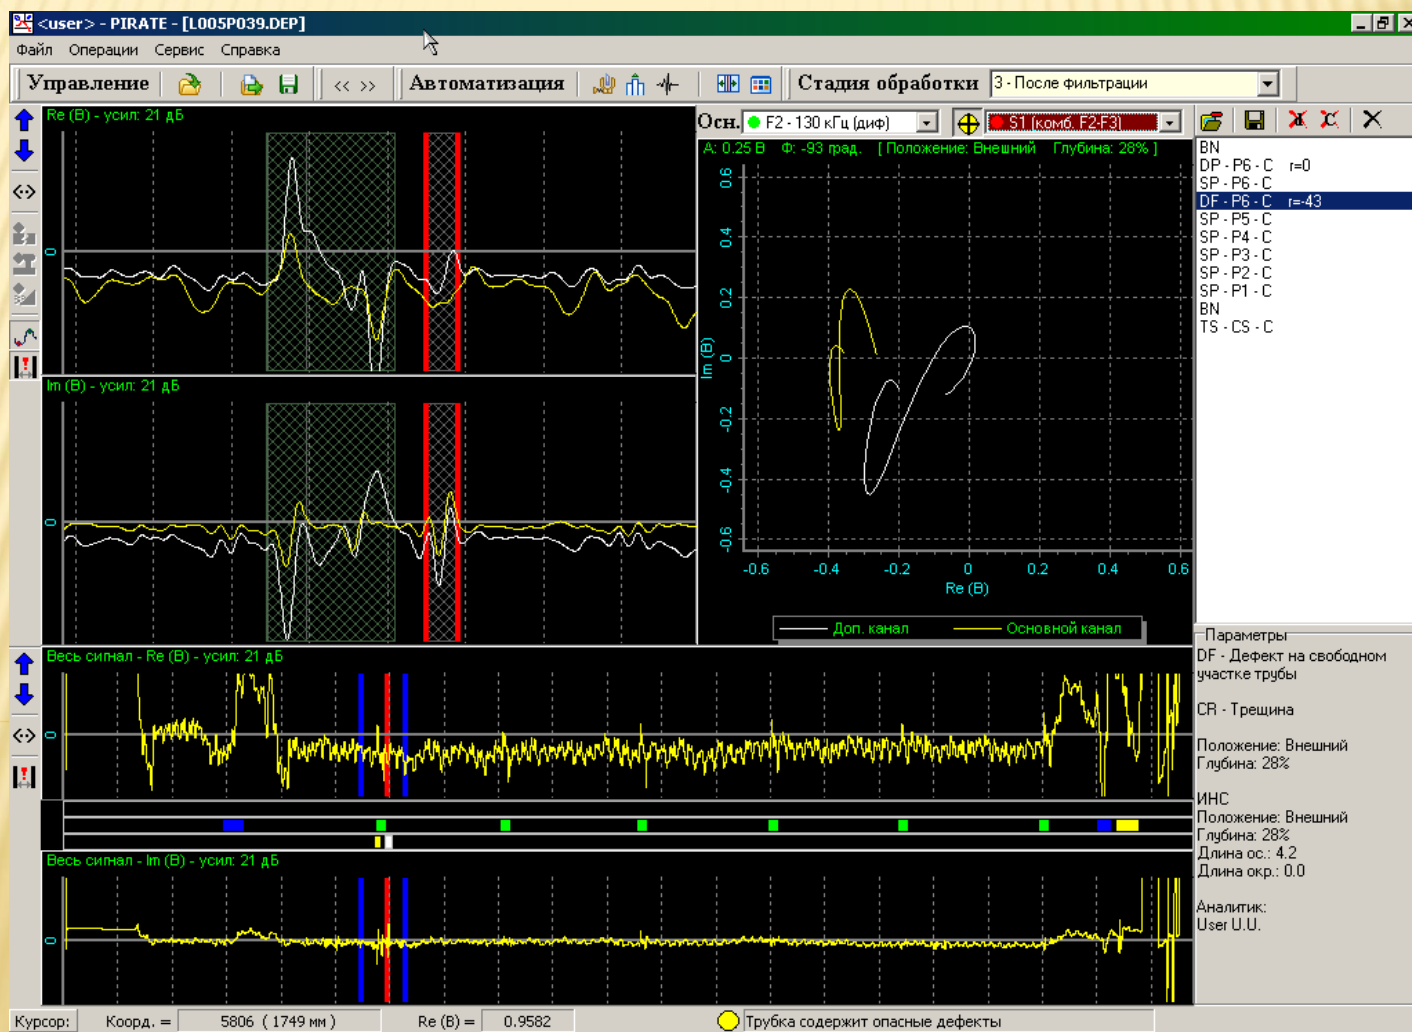 <user> - PIRATE - [L005P039.DEP]
Файл Операции Сервис Справка
Управление << >> Автоматизация Стадия обработки 3 - После фильтрации
Re (В) - усил: 21 дБ
0
Im (В) - усил: 21 дБ
0
Осн. F2 - 130 кГц (диф) S1 (комб. F2-F3)
А: 0.25 В Ф: -93 град. [ Положение: Внешний Глубина: 28% ]
0.6
0.4
0.2
0
-0.2
-0.4
-0.6
Im (В)
-0.6 -0.4 -0.2 0 0.2 0.4 0.6
Re (В)
Доп. канал Основной канал
BN
DP - P6 - C r=0
SP - P6 - C
DF - P6 - C r=-43
SP - P5 - C
SP - P4 - C
SP - P3 - C
SP - P2 - C
SP - P1 - C
BN
TS - CS - C
Весь сигнал - Re (В) - усил: 21 дБ
0
Весь сигнал - Im (В) - усил: 21 дБ
0
Параметры
DF - Дефект на свободном
участке трубы
CR - Трещина
Положение: Внешний
Глубина: 28%
ИНС
Положение: Внешний
Глубина: 28%
Длина ос.: 4.2
Длина окр.: 0.0
Аналитик:
User U.U.
Курсор: Коорд. = 5806 ( 1749 мм ) Re (В) = 0.9582 Трубка содержит опасные дефекты